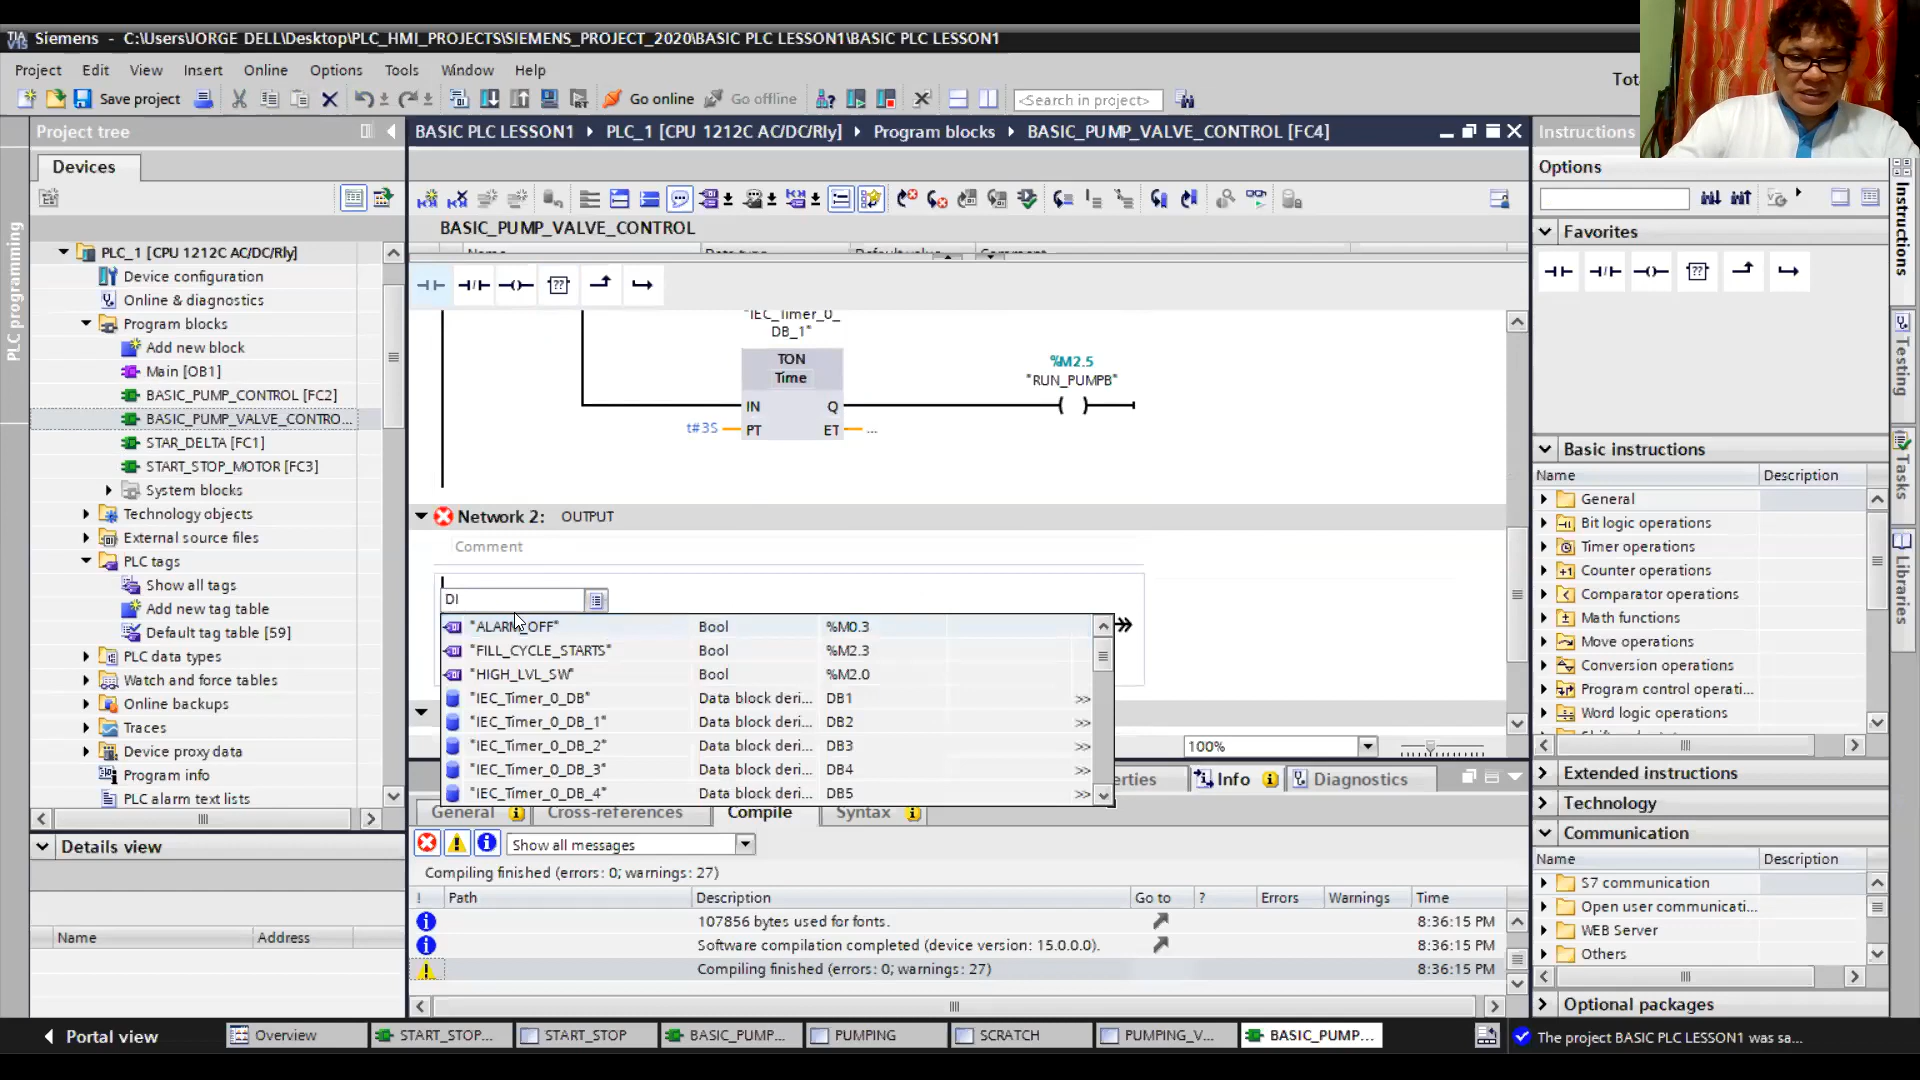 Siemens - C:\Users\JORGE DELL\Desktop\PLC_HMI_PROJECTS\SIEMENS_PROJECT_2020\BASIC PLC LESSON1\BASIC PLC LESSON1
Project Edit View Insert Online Options Tools Window Help
Save project
Go online
Go offline
<Search in project>
Project tree
BASIC PLC LESSON1 PLC_1 [CPU 1212C AC/DC/Rly] Program blocks BASIC_PUMP_VALVE_CONTROL [FC4]
Instructions
Devices
Options
PLC programming
PLC_1 [CPU 1212C AC/DC/Rly]
Device configuration
Online & diagnostics
Program blocks
Add new block
Main [OB1]
BASIC_PUMP_CONTROL [FC2]
BASIC_PUMP_VALVE_CONTRO...
STAR_DELTA [FC1]
START_STOP_MOTOR [FC3]
System blocks
Technology objects
External source files
PLC tags
Show all tags
Add new tag table
Default tag table [59]
PLC data types
Watch and force tables
Online backups
Traces
Device proxy data
Program info
PLC alarm text lists
Details view
Name Address
BASIC_PUMP_VALVE_CONTROL
Name Data type Default value Comment
"IEC_Timer_0_
DB_1"
TON
Time
IN Q
t#3S PT ET ...
%M2.5
"RUN_PUMPB"
Network 2: OUTPUT
Comment
DI
"ALARM_OFF" Bool %M0.3
"FILL_CYCLE_STARTS" Bool %M2.3
"HIGH_LVL_SW" Bool %M2.0
"IEC_Timer_0_DB" Data block deri... DB1 >>
"IEC_Timer_0_DB_1" Data block deri... DB2 >>
"IEC_Timer_0_DB_2" Data block deri... DB3 >>
"IEC_Timer_0_DB_3" Data block deri... DB4 >>
"IEC_Timer_0_DB_4" Data block deri... DB5 >>
100%
erties Info Diagnostics
General Cross-references Compile Syntax
Show all messages
Compiling finished (errors: 0; warnings: 27)
! Path Description Go to ? Errors Warnings Time
107856 bytes used for fonts. 8:36:15 PM
Software compilation completed (device version: 15.0.0.0). 8:36:15 PM
Compiling finished (errors: 0; warnings: 27) 8:36:15 PM
Favorites
Basic instructions
Name Description
General
Bit logic operations
Timer operations
Counter operations
Comparator operations
Math functions
Move operations
Conversion operations
Program control operati...
Word logic operations
Extended instructions
Technology
Communication
Name Description
S7 communication
Open user communicati...
WEB Server
Others
Optional packages
Instructions
Testing
Tasks
Libraries
Portal view
Overview
START_STOP...
START_STOP
BASIC_PUMP...
PUMPING
SCRATCH
PUMPING_V...
BASIC_PUMP...
The project BASIC PLC LESSON1 was sa...